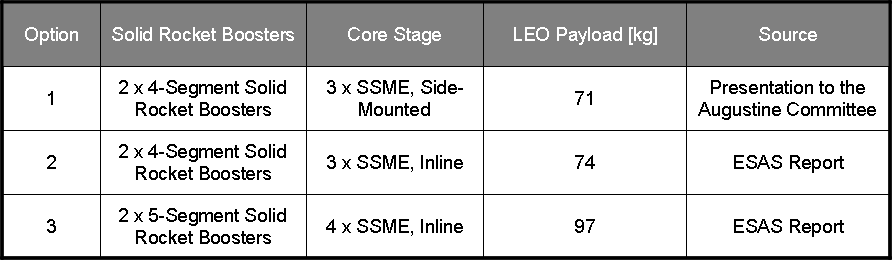 Option Solid Rocket Boosters Core Stage LEO Payload [kg] Source
1 2 x 4-Segment Solid Rocket Boosters 3 x SSME, Side-Mounted 71 Presentation to the Augustine Committee
2 2 x 4-Segment Solid Rocket Boosters 3 x SSME, Inline 74 ESAS Report
3 2 x 5-Segment Solid Rocket Boosters 4 x SSME, Inline 97 ESAS Report